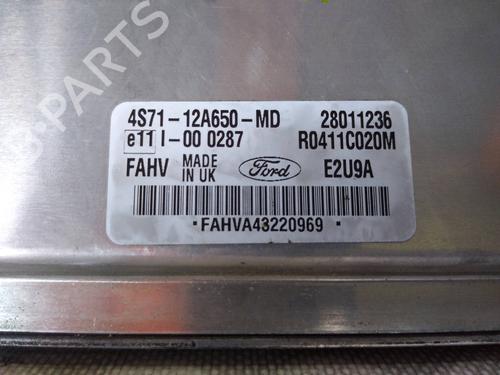 4S71-12A650-MD 28011236
e11 I-00 0287 R0411C020M
FAHV MADE IN UK Ford E2U9A
*FAHVA43220969*
B-PARTS